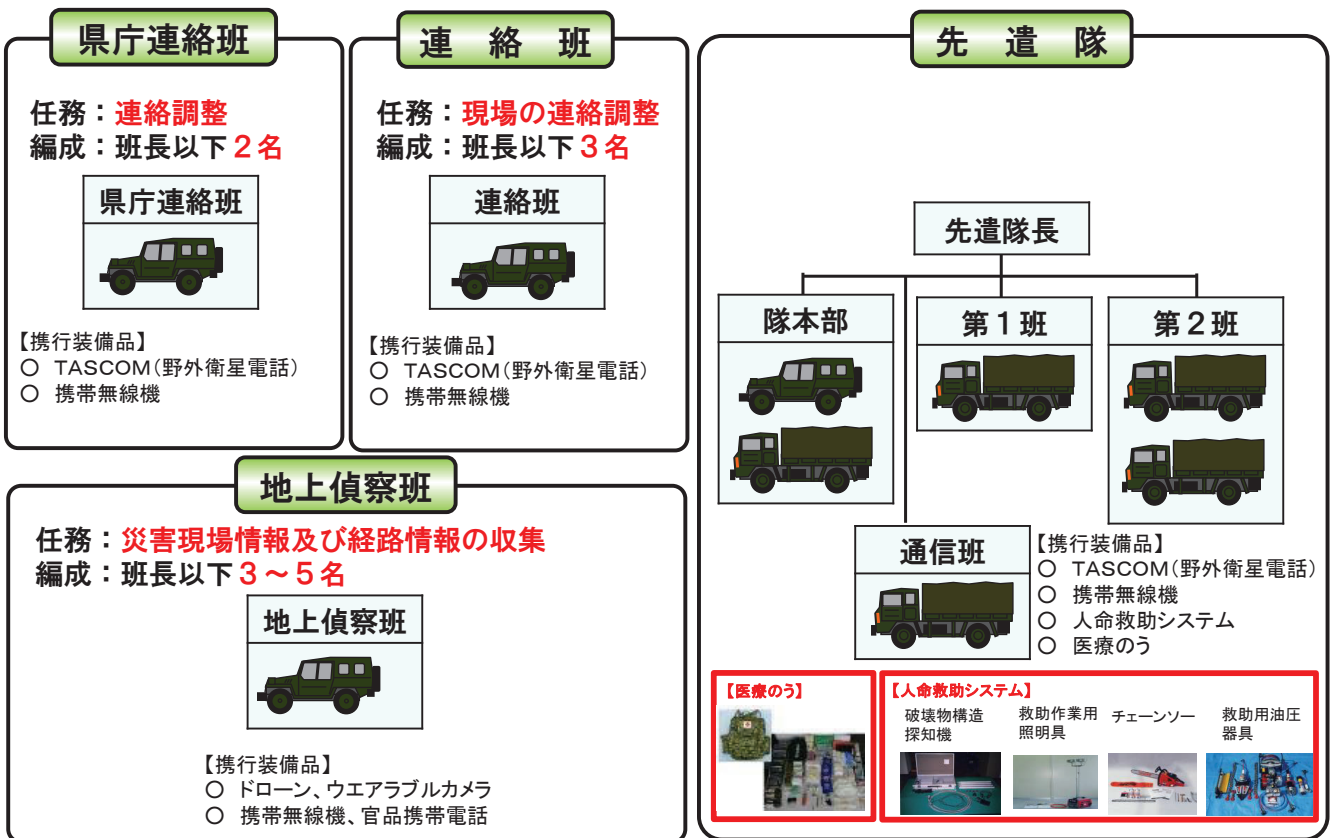 県庁連絡班
任務：連絡調整
編成：班長以下２名
県庁連絡班
【携行装備品】
○ TASCOM(野外衛星電話)
○ 携帯無線機
連 絡 班
任務：現場の連絡調整
編成：班長以下３名
連絡班
【携行装備品】
○ TASCOM(野外衛星電話)
○ 携帯無線機
地上偵察班
任務：災害現場情報及び経路情報の収集
編成：班長以下３～５名
地上偵察班
【携行装備品】
○ ドローン、ウエアラブルカメラ
○ 携帯無線機、官品携帯電話
先 遣 隊
先遣隊長
隊本部
第１班
第２班
通信班
【携行装備品】
○ TASCOM(野外衛星電話)
○ 携帯無線機
○ 人命救助システム
○ 医療のう
【医療のう】
【人命救助システム】
破壊物構造
探知機
救助作業用
照明具
チェーンソー
救助用油圧
器具